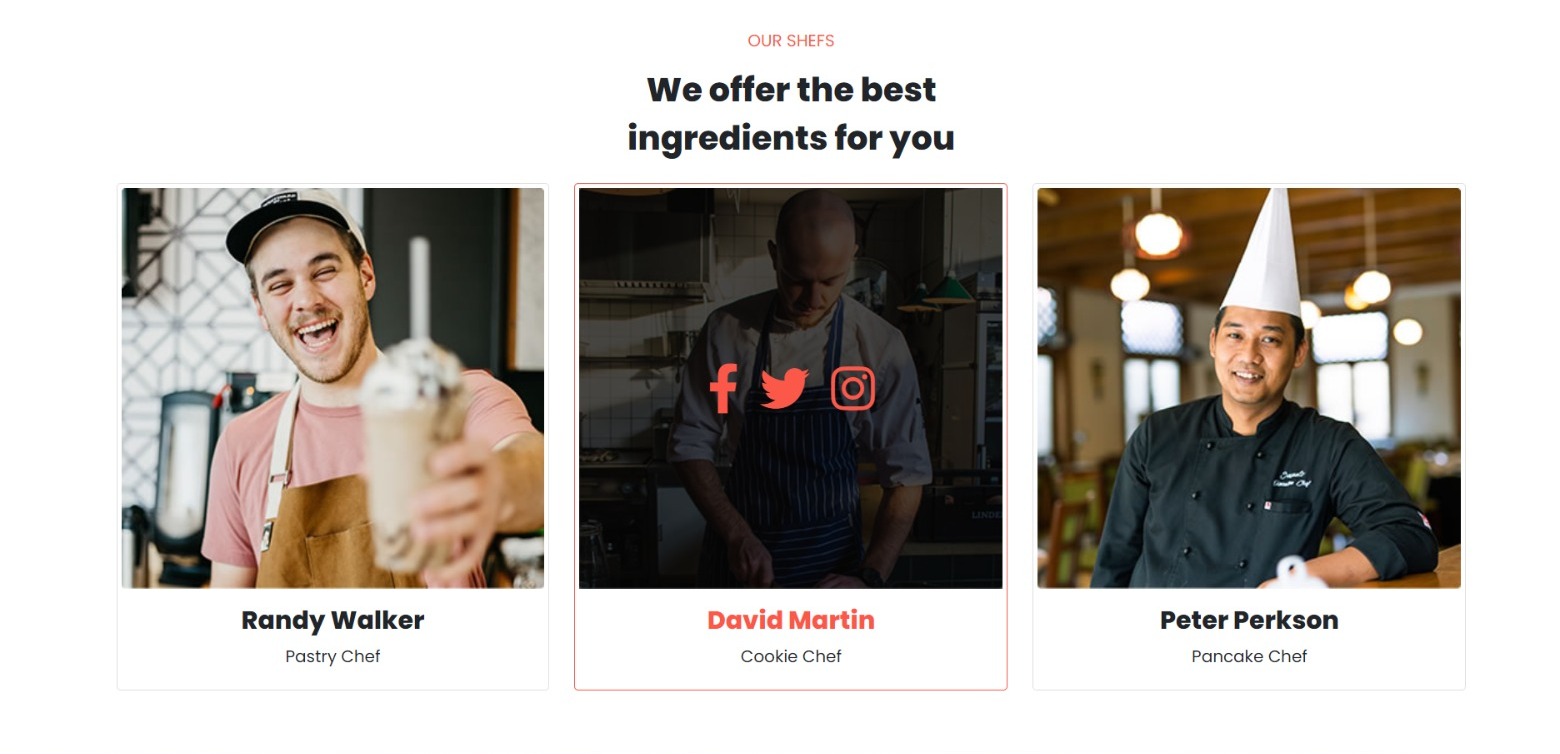 OUR SHEFS
We offer the best
ingredients for you
LINDE
Randy Walker
David Martin
Peter Perkson
Pastry Chef
Cookie Chef
Pancake Chef